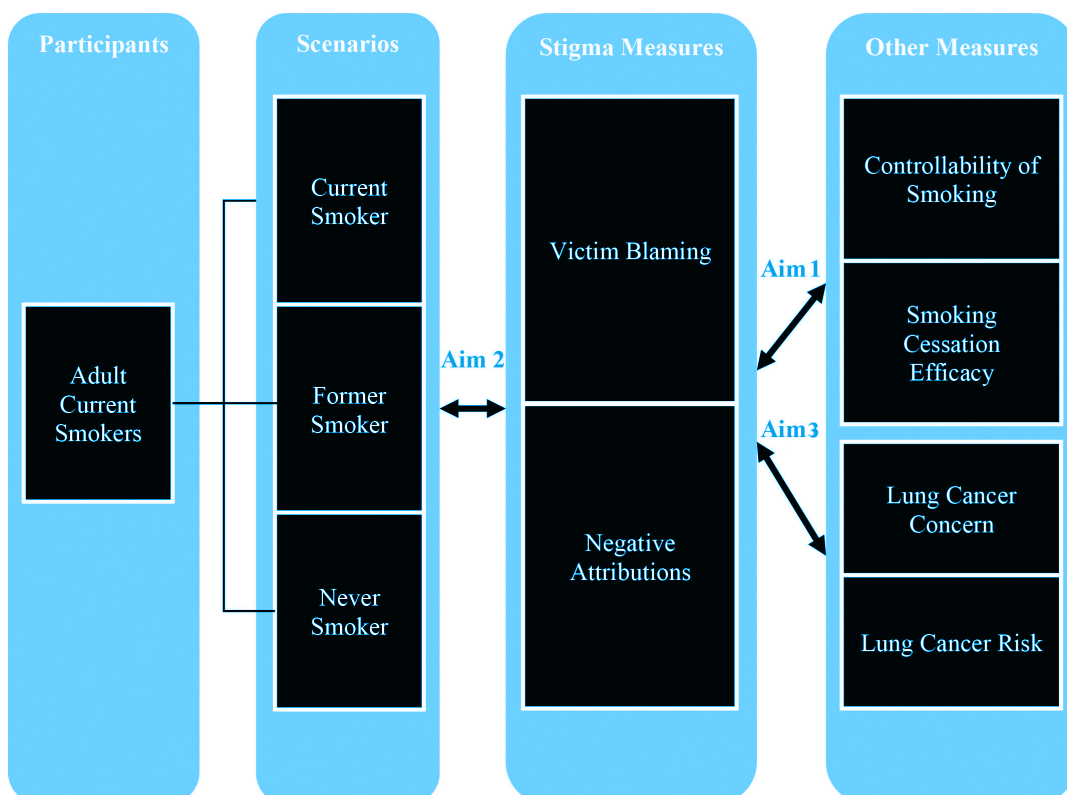 Participants
Scenarios
Stigma Measures
Other Measures
Adult
Current
Smokers
Current
Smoker
Former
Smoker
Never
Smoker
Aim 2
Victim Blaming
Negative
Attributions
Aim 1
Aim 3
Controllability of
Smoking
Smoking
Cessation
Efficacy
Lung Cancer
Concern
Lung Cancer Risk